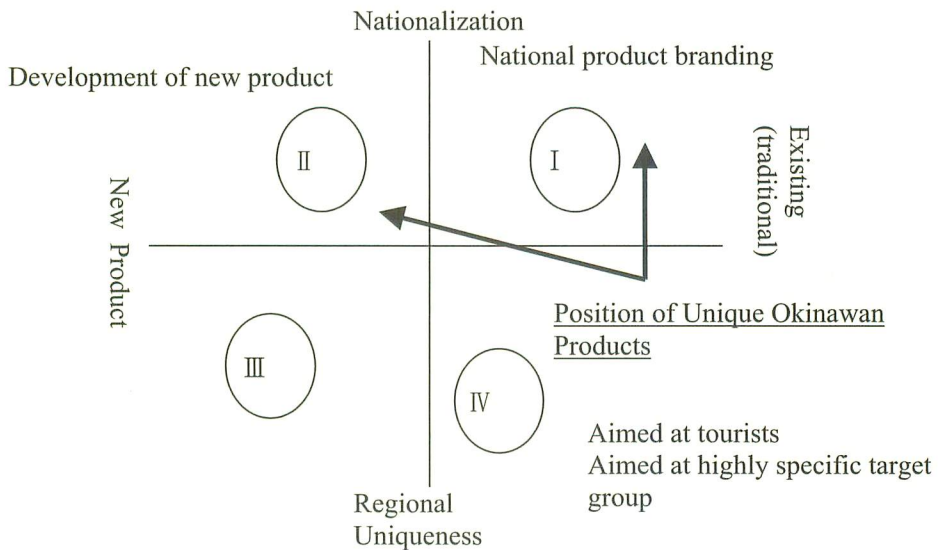 Nationalization
National product branding
Development of new product
Ⅱ
Ⅰ
Existing
(traditional)
New Product
Position of Unique Okinawan
Products
Ⅲ
Ⅳ
Aimed at tourists
Aimed at highly specific target
group
Regional
Uniqueness